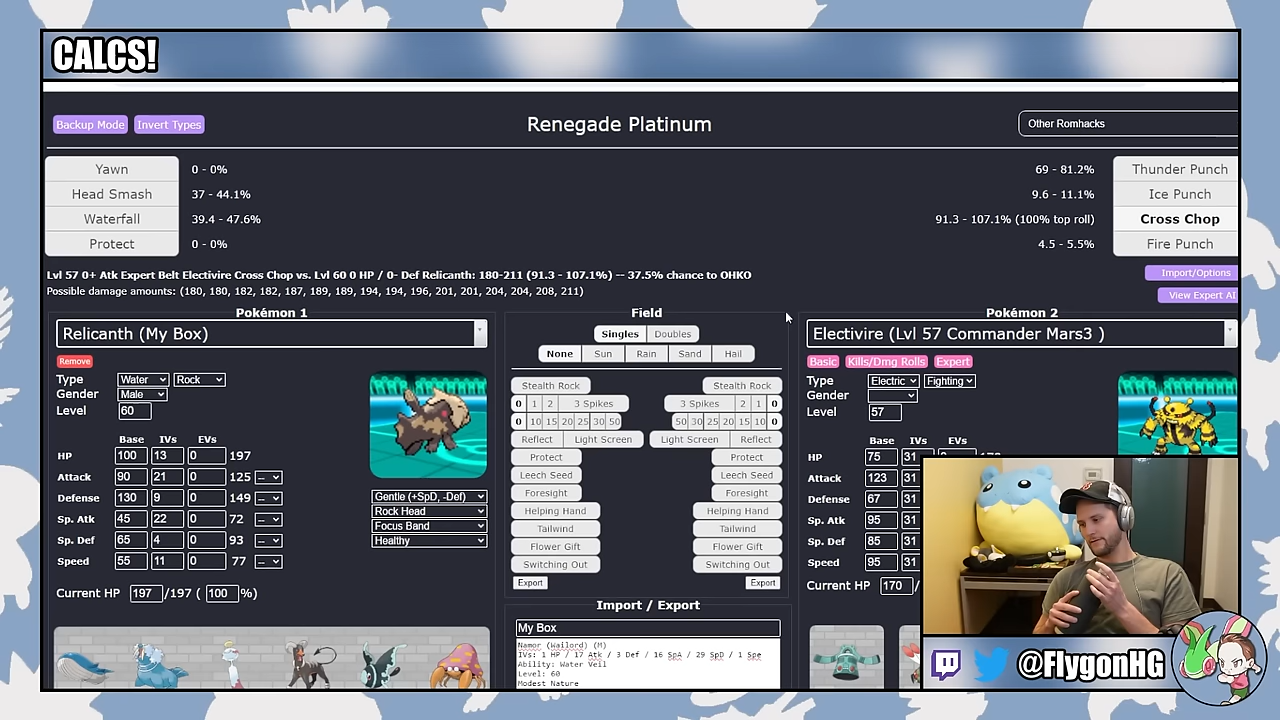 CALCS!
Backup Mode Invert Types Renegade Platinum Other Romhacks
Yawn 0 - 0% 69 - 81.2% Thunder Punch
Head Smash 37 - 44.1% 9.6 - 11.1% Ice Punch
Waterfall 39.4 - 47.6% 91.3 - 107.1% (100% top roll) Cross Chop
Protect 0 - 0% 4.5 - 5.5% Fire Punch
Lvl 57 0+ Atk Expert Belt Electivire Cross Chop vs. Lvl 60 0 HP / 0- Def Relicanth: 180-211 (91.3 - 107.1%) -- 37.5% chance to OHKO
Import/Options
Possible damage amounts: (180, 180, 182, 182, 187, 189, 189, 194, 194, 196, 201, 201, 204, 204, 208, 211)
View Expert AI
Pokémon 1
Relicanth (My Box)
Remove
Type Water Rock
Gender Male
Level 60
Base IVs EVs
HP 100 13 0 197
Attack 90 21 0 125 --
Defense 130 9 0 149 --
Sp. Atk 45 22 0 72 --
Sp. Def 65 4 0 93 --
Speed 55 11 0 77 --
Gentle (+SpD, -Def)
Rock Head
Focus Band
Healthy
Current HP 197 /197 ( 100 %)
Field
Singles Doubles
None Sun Rain Sand Hail
Stealth Rock Stealth Rock
0 1 2 3 Spikes 3 Spikes 2 1 0
0 10 15 20 25 30 50 50 30 25 20 15 10 0
Reflect Light Screen Light Screen Reflect
Protect Protect
Leech Seed Leech Seed
Foresight Foresight
Helping Hand Helping Hand
Tailwind Tailwind
Flower Gift Flower Gift
Switching Out Switching Out
Export Export
Import / Export
My Box
Namor (Wailord) (M)
IVs: 1 HP / 17 Atk / 3 Def / 16 SpA / 29 SpD / 1 Spe
Ability: Water Veil
Level: 60
Modest Nature
Pokémon 2
Electivire (Lvl 57 Commander Mars3 )
Basic Kills/Dmg Rolls Expert
Type Electric Fighting
Gender
Level 57
Base IVs EVs
HP 75 31
Attack 123 31
Defense 67 31
Sp. Atk 95 31
Sp. Def 85 31
Speed 95 31
Current HP 170 /
@FlygonHG